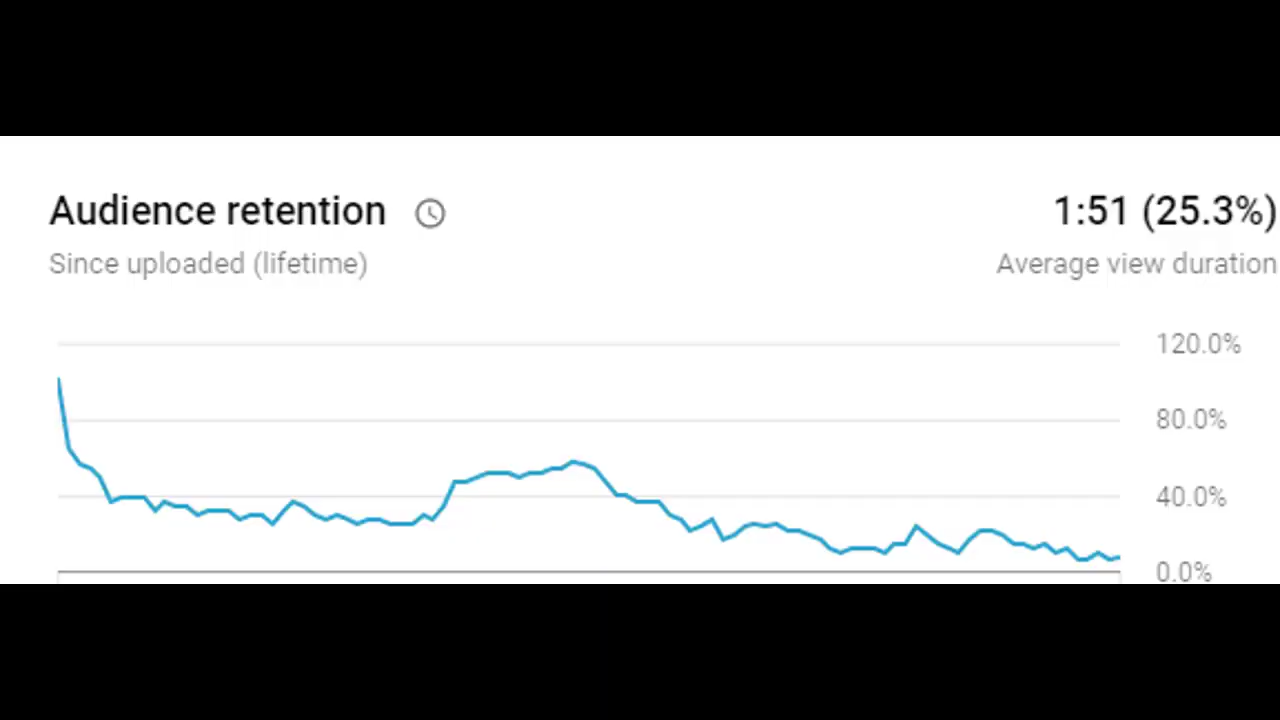 Audience retention
1:51 (25.3%)
Since uploaded (lifetime)
Average view duration
120.0%
80.0%
40.0%
0.0%